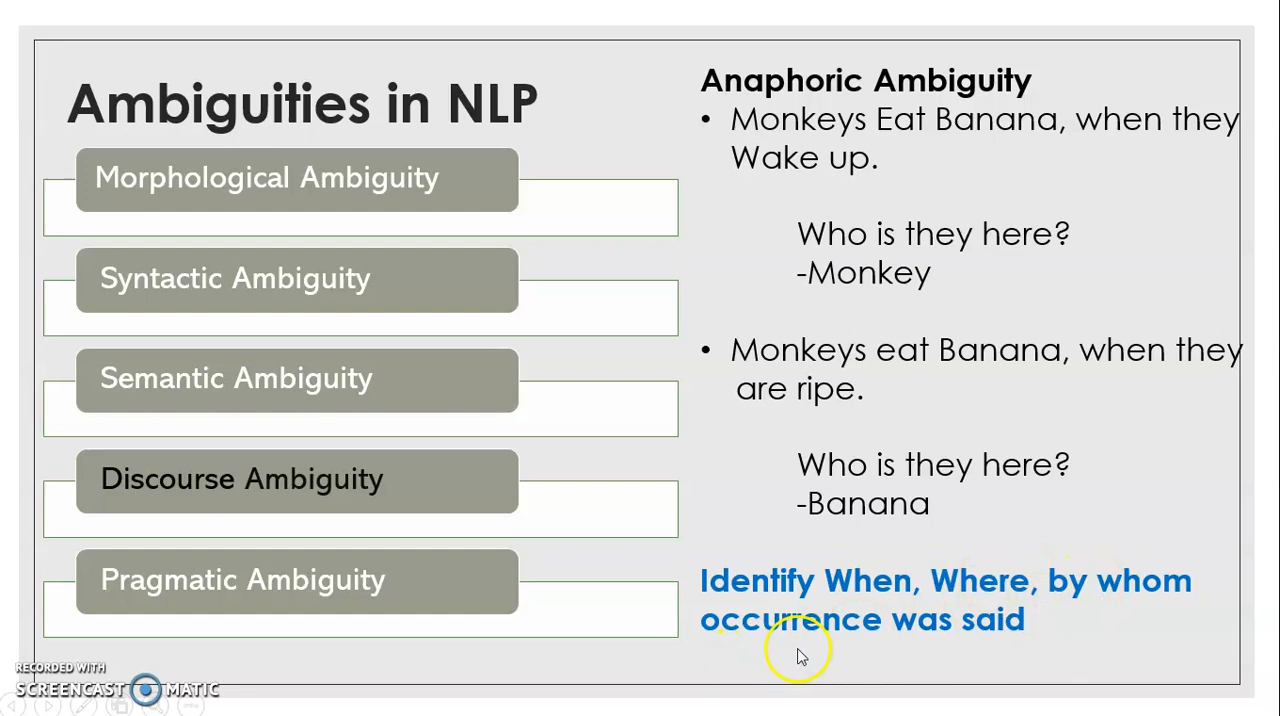 Ambiguities in NLP
Morphological Ambiguity
Syntactic Ambiguity
Semantic Ambiguity
Discourse Ambiguity
Pragmatic Ambiguity
Anaphoric Ambiguity
• Monkeys Eat Banana, when they
Wake up.
Who is they here?
-Monkey
• Monkeys eat Banana, when they
are ripe.
Who is they here?
-Banana
Identify When, Where, by whom
occurrence was said
RECORDED WITH
SCREENCAST MATIC